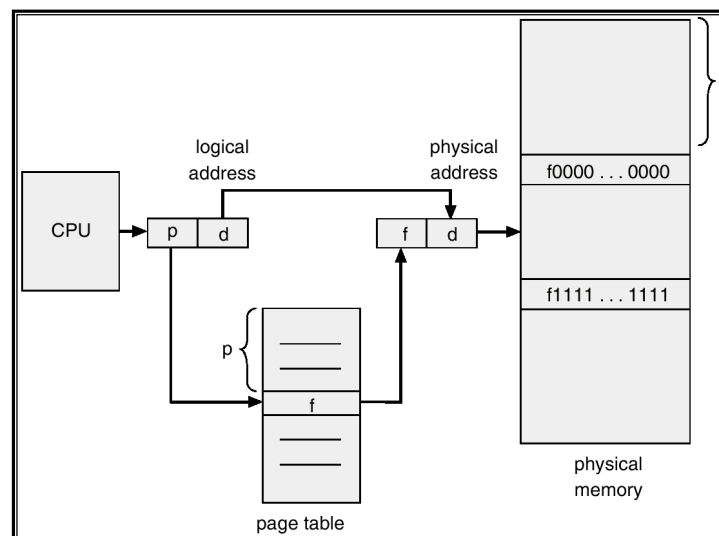 logical
address
physical
address
CPU
p
d
f
d
f0000 . . . 0000
f1111 . . . 1111
p
f
page table
physical
memory